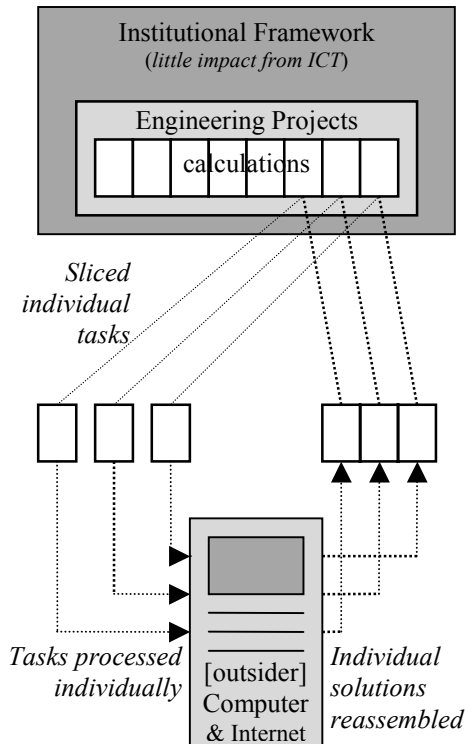 Institutional Framework
(little impact from ICT)
Engineering Projects
calculations
Sliced
individual
tasks
Tasks processed
individually
[outsider]
Computer
& Internet
Individual
solutions
reassembled